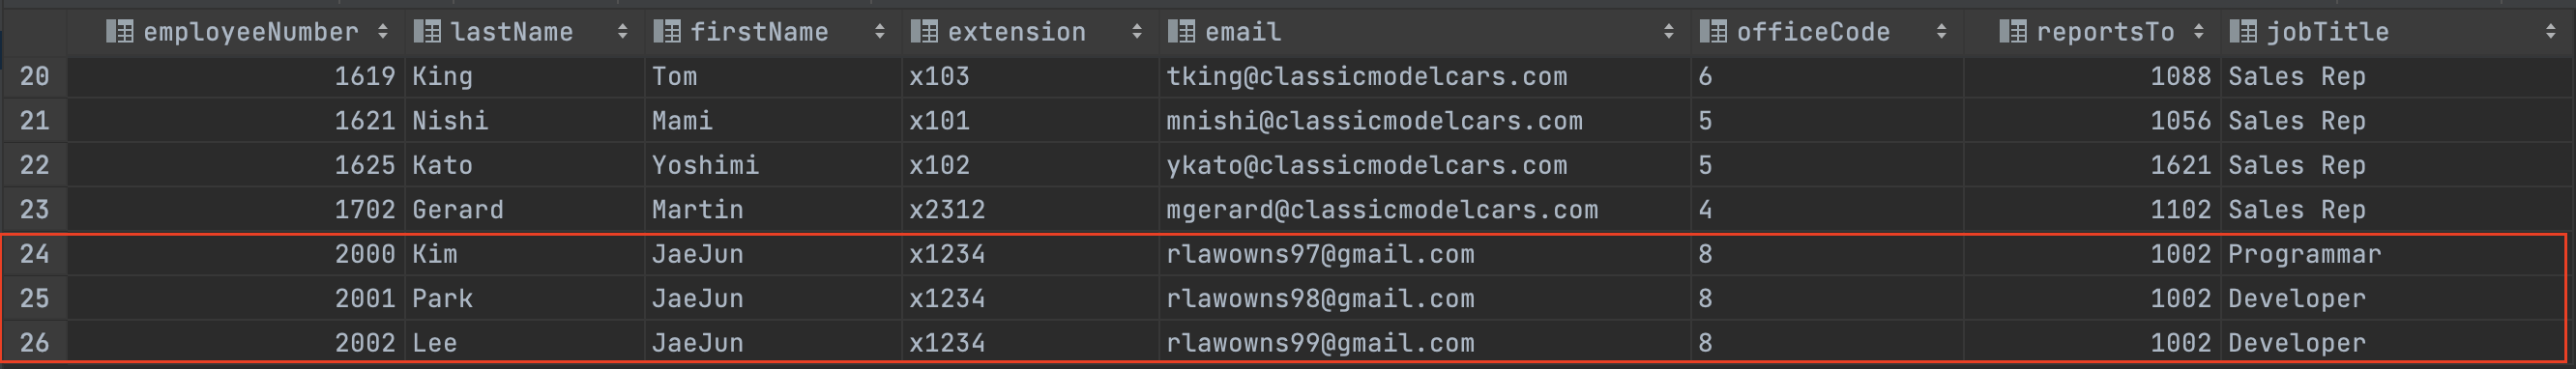 employeeNumber lastName firstName extension email officeCode reportsTo jobTitle
20 1619 King Tom x103 tking@classicmodelcars.com 6 1088 Sales Rep
21 1621 Nishi Mami x101 mnishi@classicmodelcars.com 5 1056 Sales Rep
22 1625 Kato Yoshimi x102 ykato@classicmodelcars.com 5 1621 Sales Rep
23 1702 Gerard Martin x2312 mgerard@classicmodelcars.com 4 1102 Sales Rep
24 2000 Kim JaeJun x1234 rlawowns97@gmail.com 8 1002 Programmar
25 2001 Park JaeJun x1234 rlawowns98@gmail.com 8 1002 Developer
26 2002 Lee JaeJun x1234 rlawowns99@gmail.com 8 1002 Developer